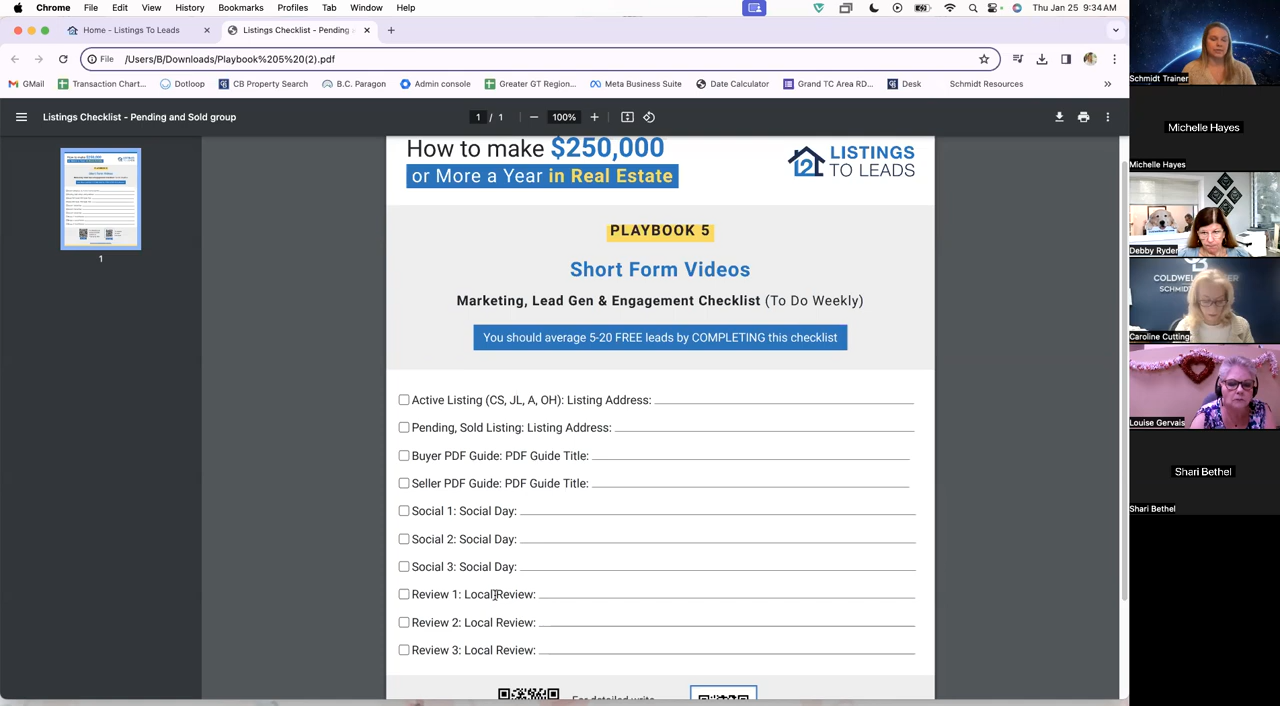 Chrome File Edit View History Bookmarks Profiles Tab Window Help Thu Jan 25 9:34AM
Home - Listings To Leads
Listings Checklist - Pending
File /Users/B/Downloads/Playbook%205%20(2).pdf
GMail Transaction Chart... Dotloop CB Property Search B.C. Paragon Admin console Greater GT Region... Meta Business Suite Date Calculator Grand TC Area RD... Desk Schmidt Resources
Listings Checklist - Pending and Sold group 1 / 1 100%
1
How to make $250,000
or More a Year in Real Estate
LISTINGS
TO LEADS
PLAYBOOK 5
Short Form Videos
Marketing, Lead Gen & Engagement Checklist (To Do Weekly)
You should average 5-20 FREE leads by COMPLETING this checklist
Active Listing (CS, JL, A, OH): Listing Address:
Pending, Sold Listing: Listing Address:
Buyer PDF Guide: PDF Guide Title:
Seller PDF Guide: PDF Guide Title:
Social 1: Social Day:
Social 2: Social Day:
Social 3: Social Day:
Review 1: Local Review:
Review 2: Local Review:
Review 3: Local Review:
For detailed write
Schmidt Trainer
Michelle Hayes
Michelle Hayes
Debby Ryder
COLDWELL
SCHMID
Caroline Cutting
Louise Gervais
Shari Bethel
Shari Bethel